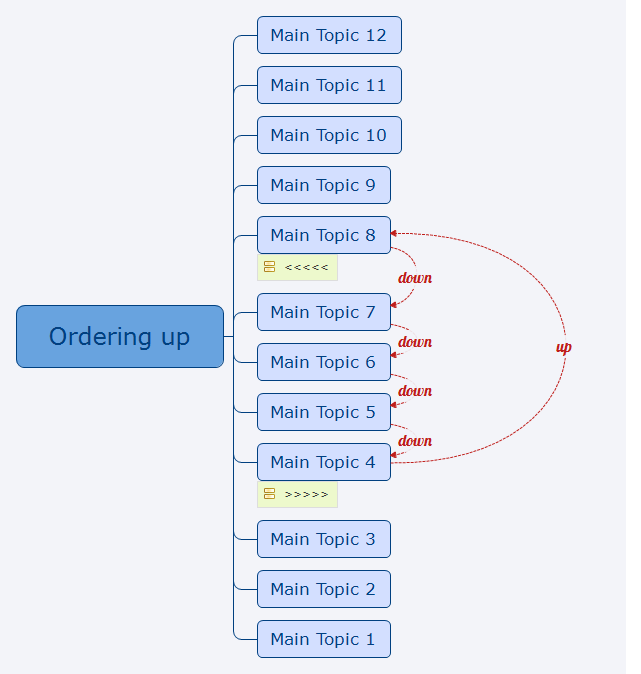 Main Topic 12
Main Topic 11
Main Topic 10
Main Topic 9
Main Topic 8
<<<<<
down
Main Topic 7
Ordering up
down
up
Main Topic 6
down
Main Topic 5
down
Main Topic 4
>>>>>
Main Topic 3
Main Topic 2
Main Topic 1